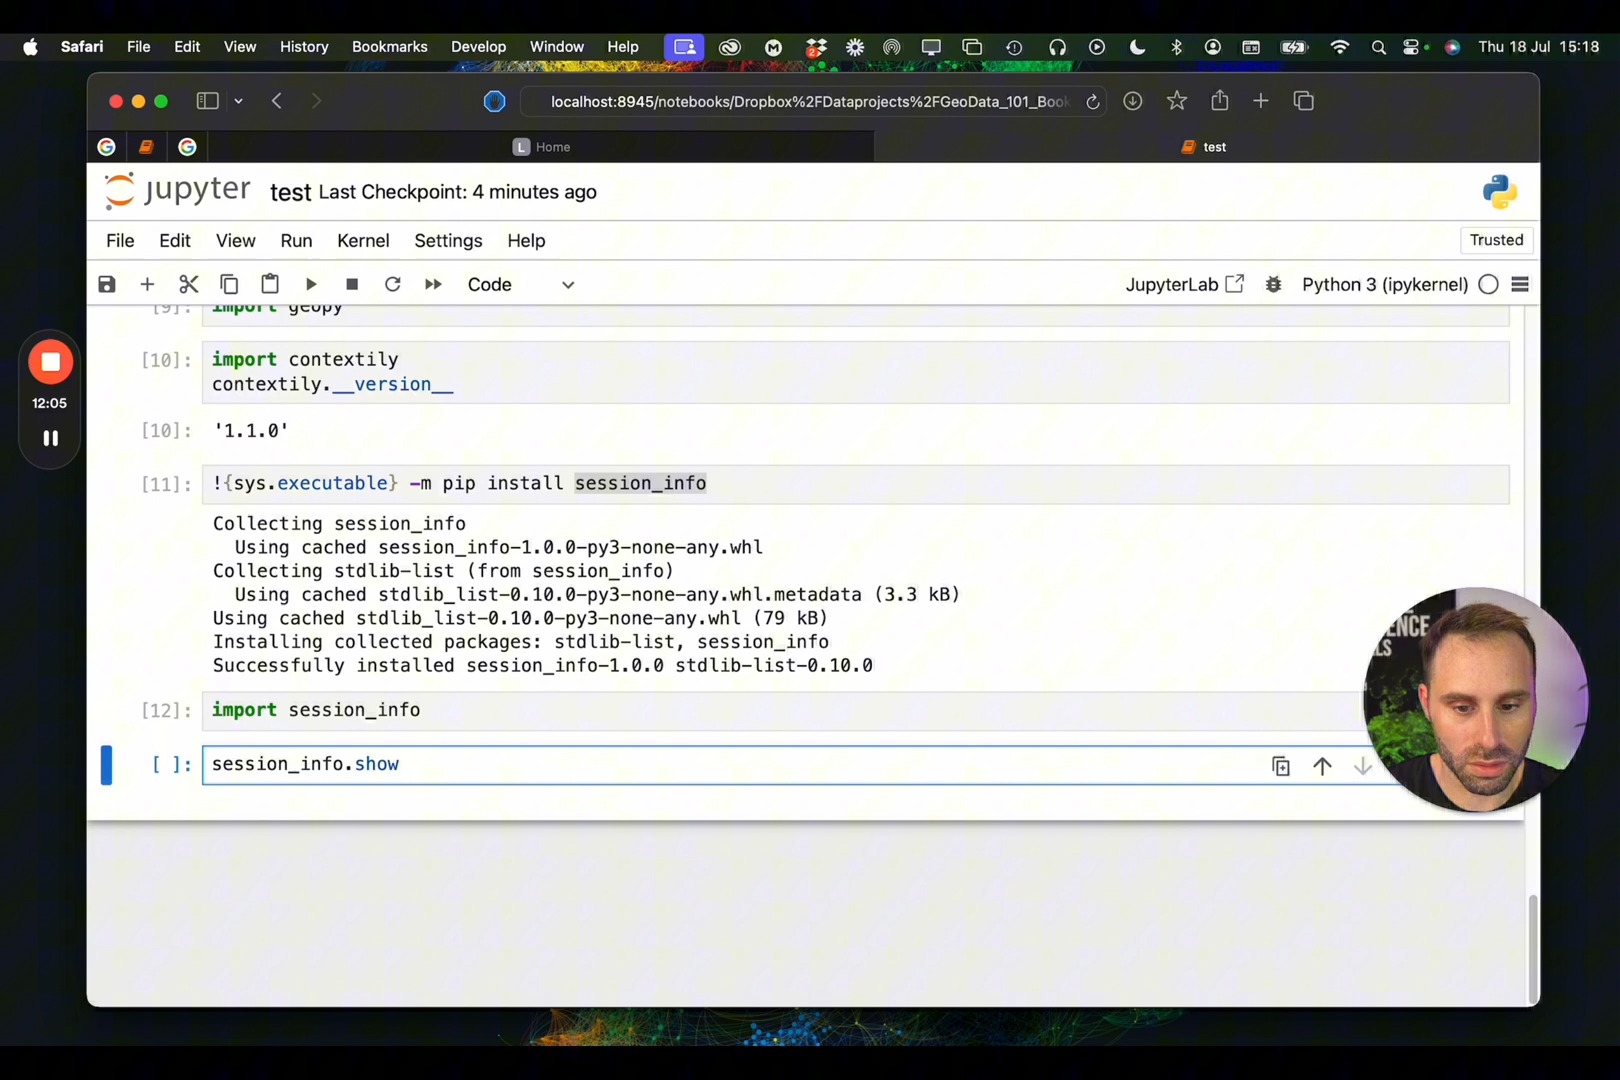 Safari File Edit View History Bookmarks Develop Window Help 2 Thu 18 Jul 15:18
localhost:8945/notebooks/Dropbox%2FDataprojects%2FGeoData_101_Book
L Home test
jupyter test Last Checkpoint: 4 minutes ago
File Edit View Run Kernel Settings Help Trusted
Code JupyterLab Python 3 (ipykernel)
[9]: import geopy
[10]: import contextily
contextily.__version__
[10]: '1.1.0'
[11]: !{sys.executable} -m pip install session_info
Collecting session_info
Using cached session_info-1.0.0-py3-none-any.whl
Collecting stdlib-list (from session_info)
Using cached stdlib_list-0.10.0-py3-none-any.whl.metadata (3.3 kB)
Using cached stdlib_list-0.10.0-py3-none-any.whl (79 kB)
Installing collected packages: stdlib-list, session_info
Successfully installed session_info-1.0.0 stdlib-list-0.10.0
[12]: import session_info
[ ]: session_info.show
12:05